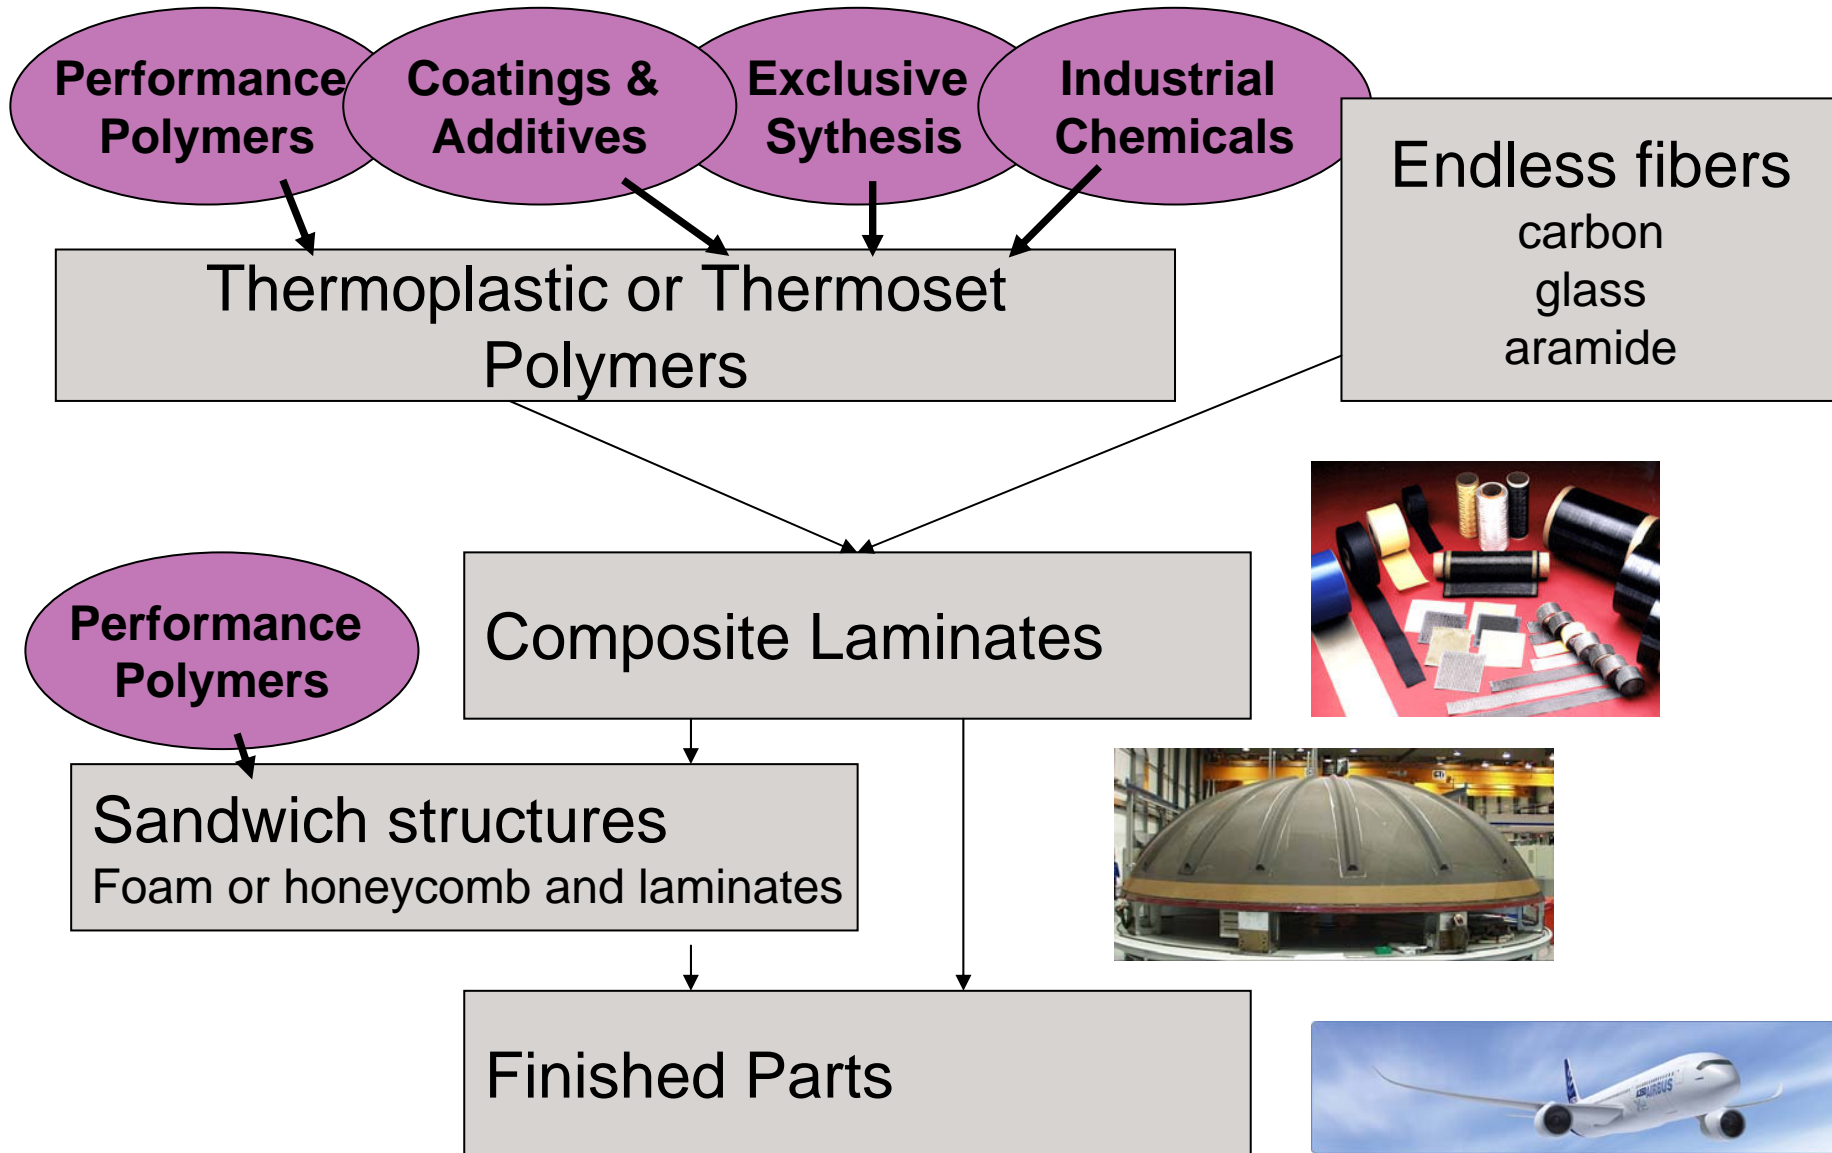 Performance
Polymers
Coatings &
Additives
Exclusive
Sythesis
Industrial
Chemicals
Endless fibers
carbon
glass
aramide
Thermoplastic or Thermoset
Polymers
Performance
Polymers
Composite Laminates
Sandwich structures
Foam or honeycomb and laminates
Finished Parts
AIRBUS